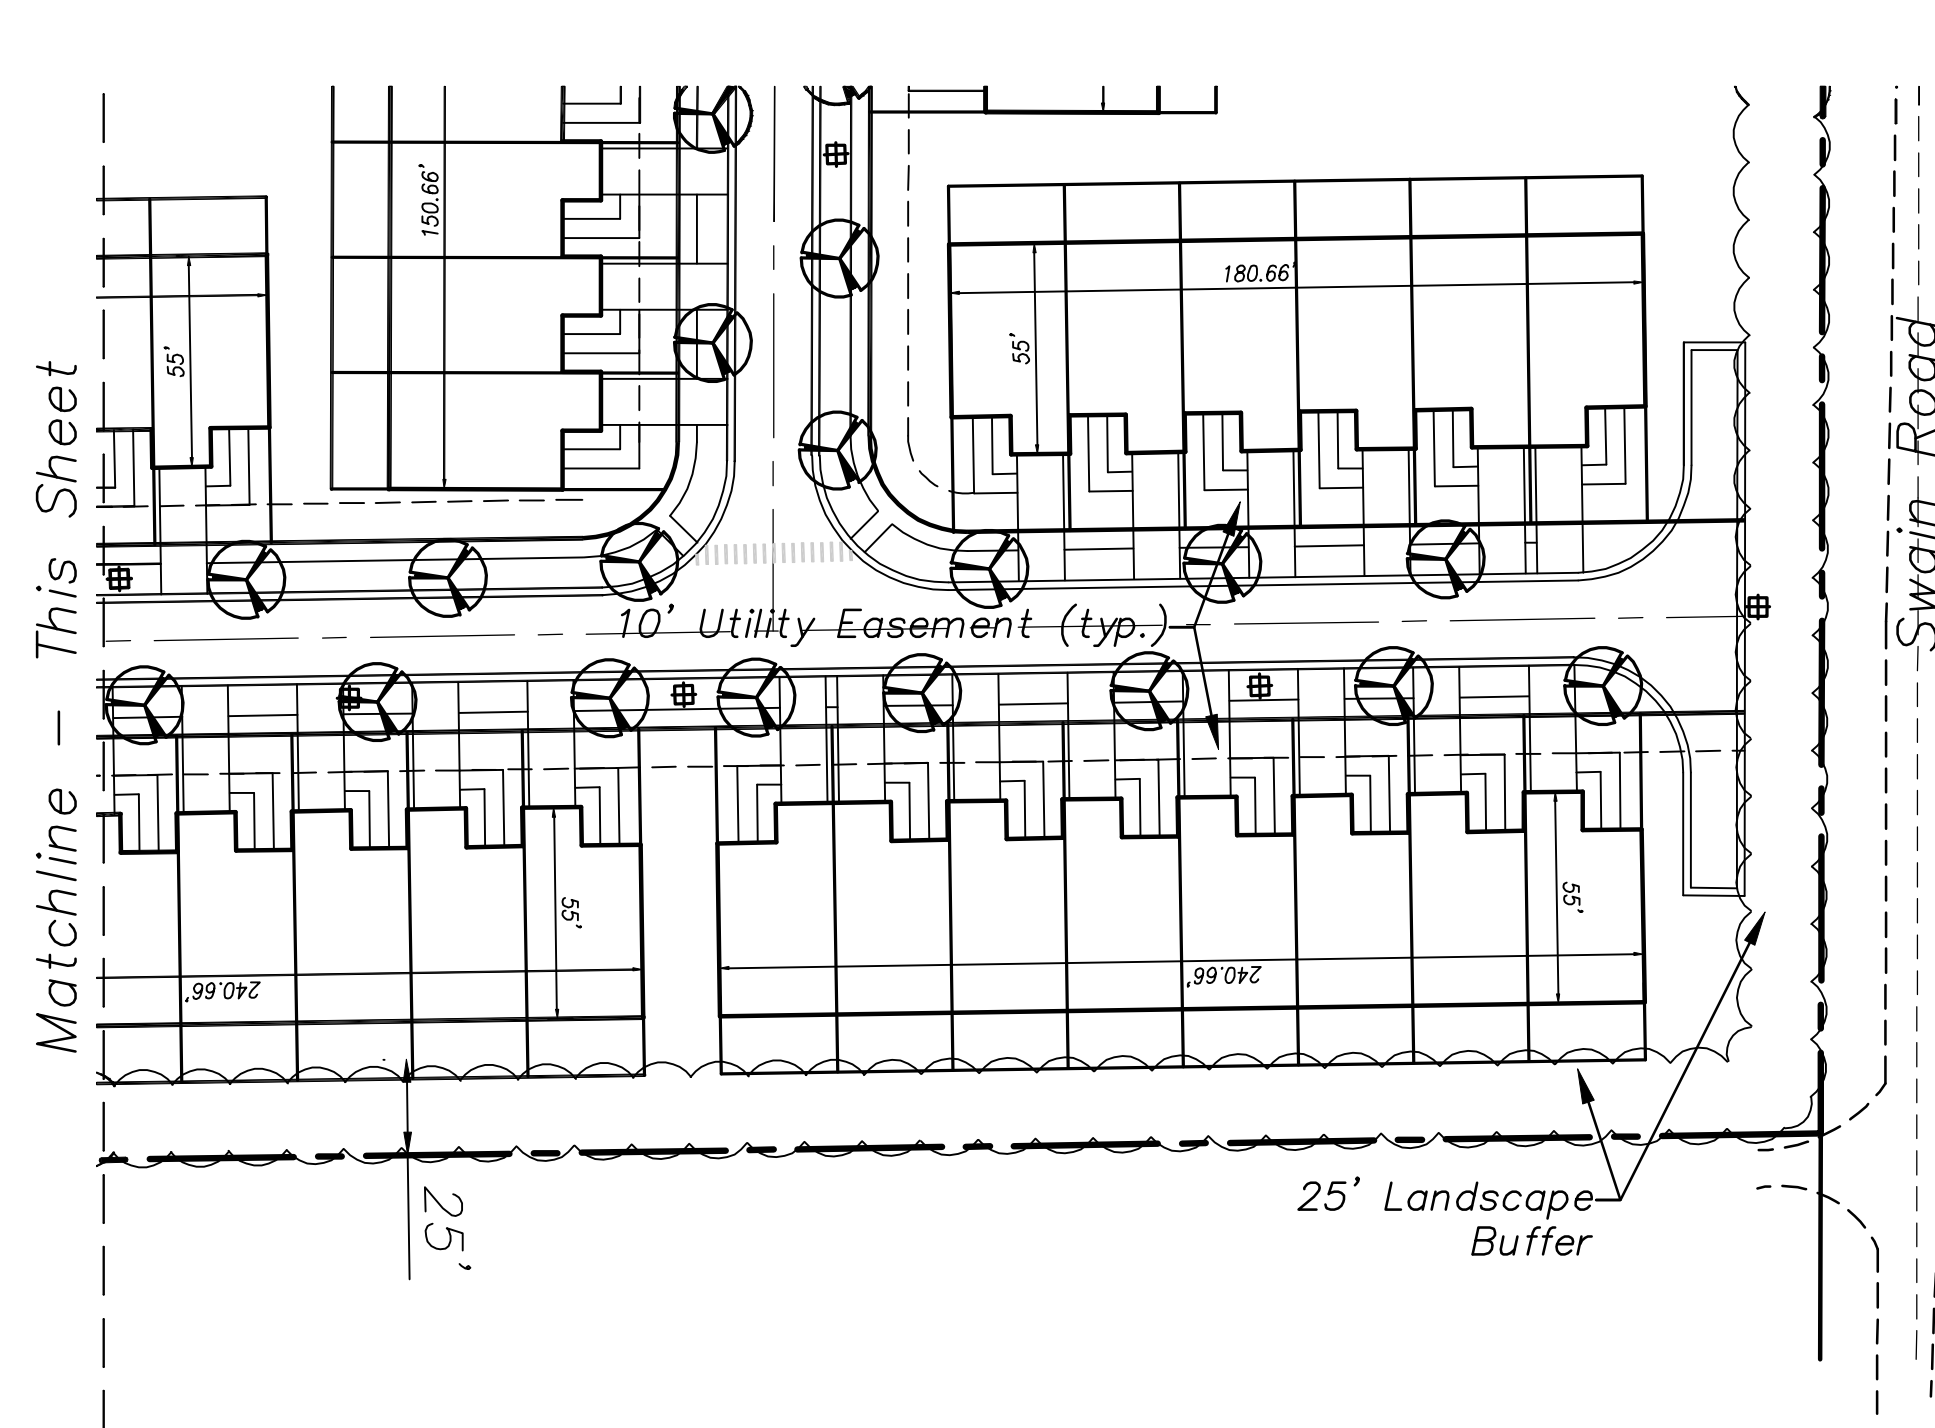 150.66'
180.66'
55'
55'
Matchline - This Sheet
Swain Road
10' Utility Easement (typ.)
55'
55'
240.66'
240.66'
25' Landscape
Buffer
25'